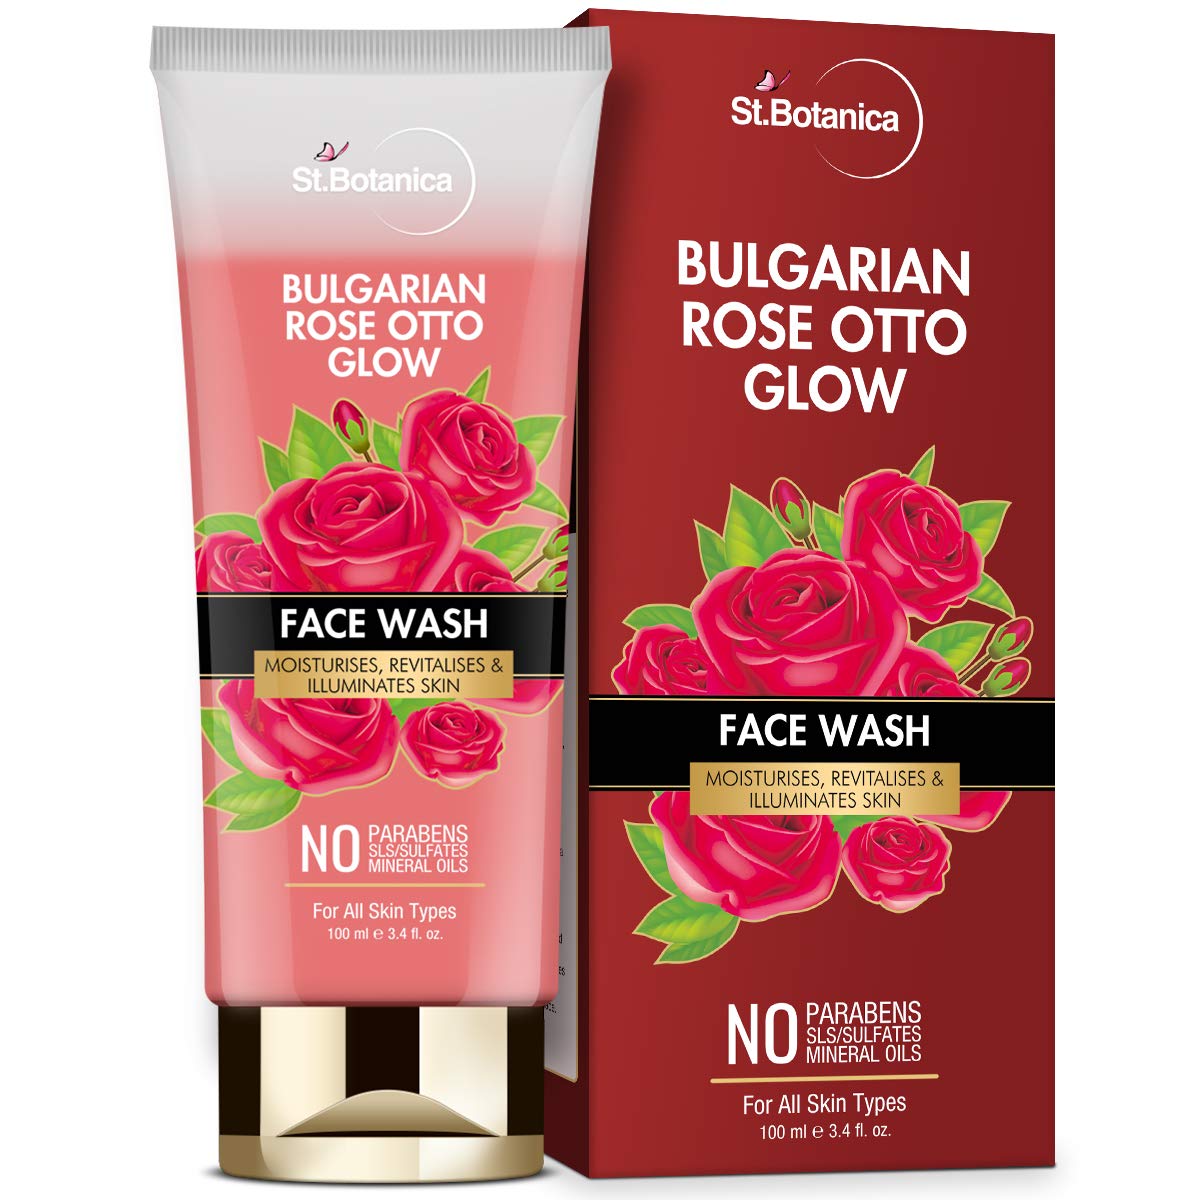 St.Botanica
BULGARIAN
ROSE OTTO
GLOW
FACE WASH
MOISTURISES, REVITALISES &
ILLUMINATES SKIN
NO
PARABENS
SLS/SULFATES
MINERAL OILS
For All Skin Types
100 ml e 3.4 fl. oz.
St.Botanica
BULGARIAN
ROSE OTTO
GLOW
FACE WASH
MOISTURISES, REVITALISES &
ILLUMINATES SKIN
NO
PARABENS
SLS/SULFATES
MINERAL OILS
For All Skin Types
100 ml e 3.4 fl. oz.